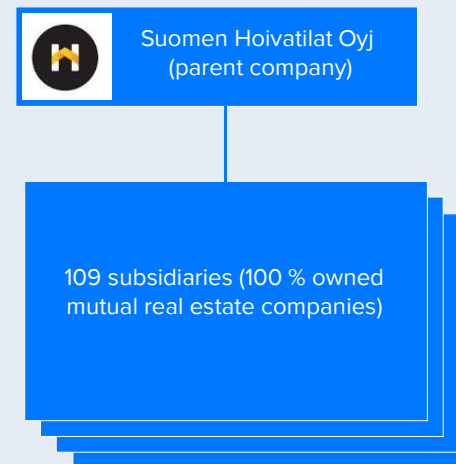 Suomen Hoivatilat Oyj
(parent company)
109 subsidiaries (100 % owned
mutual real estate companies)